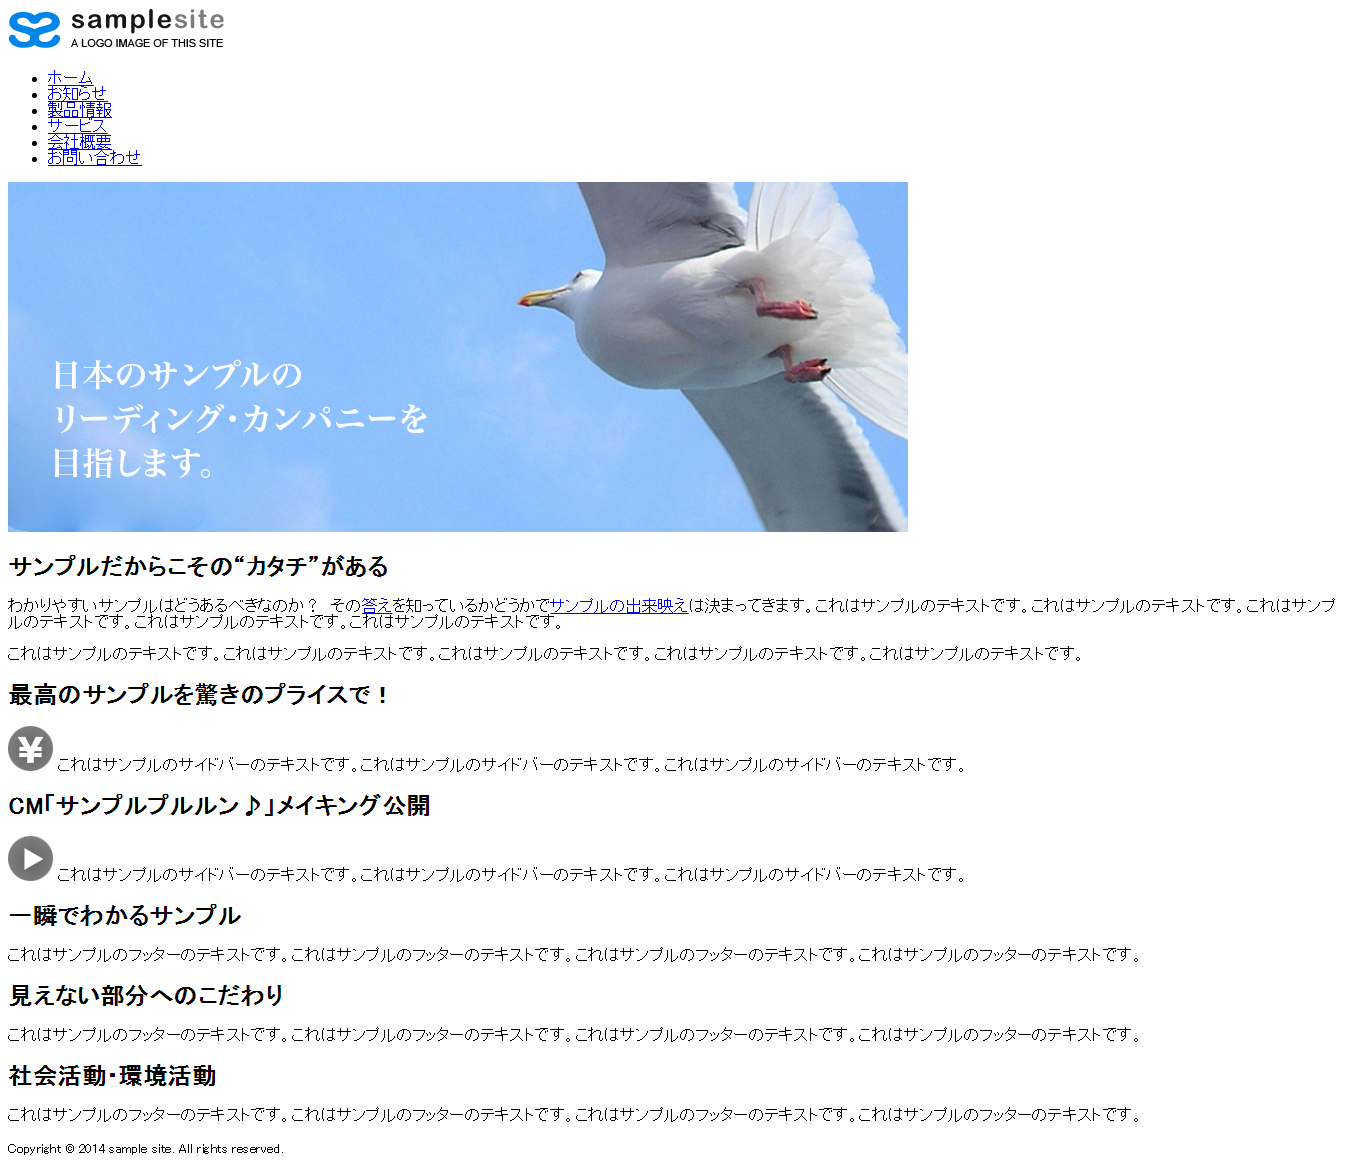 samplesite
A LOGO IMAGE OF THIS SITE
ホーム
お知らせ
製品情報
サービス
会社概要
お問い合わせ
日本のサンプルの
リーディング・カンパニーを
目指します。
サンプルだからこその“カタチ”がある
わかりやすいサンプルはどうあるべきなのか？　その答えを知っているかどうかでサンプルの出来映えは決まってきます。これはサンプルのテキストです。これはサンプルのテキストです。これはサンプ
ルのテキストです。これはサンプルのテキストです。これはサンプルのテキストです。
これはサンプルのテキストです。これはサンプルのテキストです。これはサンプルのテキストです。これはサンプルのテキストです。これはサンプルのテキストです。
最高のサンプルを驚きのプライスで！
¥ これはサンプルのサイドバーのテキストです。これはサンプルのサイドバーのテキストです。これはサンプルのサイドバーのテキストです。
CM「サンプルプルルン♪」メイキング公開
これはサンプルのサイドバーのテキストです。これはサンプルのサイドバーのテキストです。これはサンプルのサイドバーのテキストです。
一瞬でわかるサンプル
これはサンプルのフッターのテキストです。これはサンプルのフッターのテキストです。これはサンプルのフッターのテキストです。これはサンプルのフッターのテキストです。
見えない部分へのこだわり
これはサンプルのフッターのテキストです。これはサンプルのフッターのテキストです。これはサンプルのフッターのテキストです。これはサンプルのフッターのテキストです。
社会活動・環境活動
これはサンプルのフッターのテキストです。これはサンプルのフッターのテキストです。これはサンプルのフッターのテキストです。これはサンプルのフッターのテキストです。
Copyright © 2014 sample site. All rights reserved.